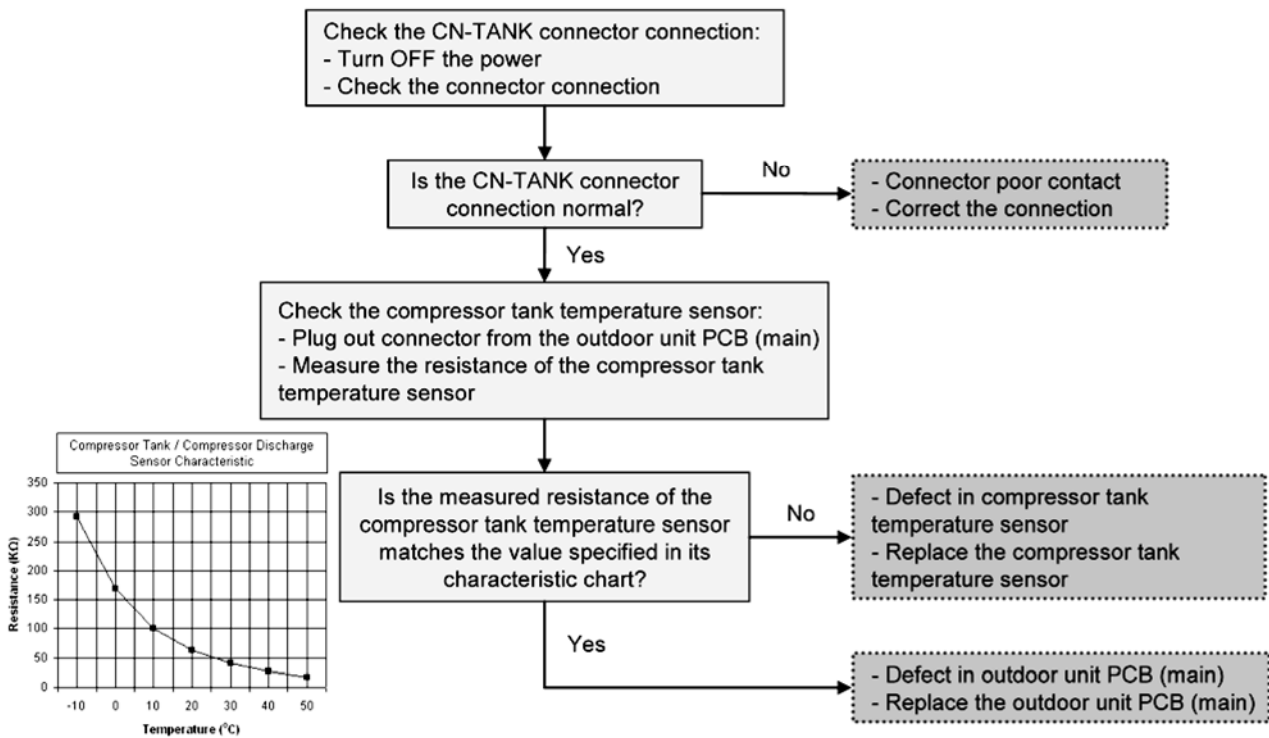 Check the CN-TANK connector connection:
- Turn OFF the power
- Check the connector connection
Is the CN-TANK connector
connection normal?
No
- Connector poor contact
- Correct the connection
Yes
Check the compressor tank temperature sensor:
- Plug out connector from the outdoor unit PCB (main)
- Measure the resistance of the compressor tank
temperature sensor
Compressor Tank / Compressor Discharge
Sensor Characteristic
Resistance (KΩ)
350
300
250
200
150
100
50
0
-10 0 10 20 30 40 50
Temperature (°C)
Is the measured resistance of the
compressor tank temperature sensor
matches the value specified in its
characteristic chart?
No
- Defect in compressor tank
temperature sensor
- Replace the compressor tank
temperature sensor
Yes
- Defect in outdoor unit PCB (main)
- Replace the outdoor unit PCB (main)